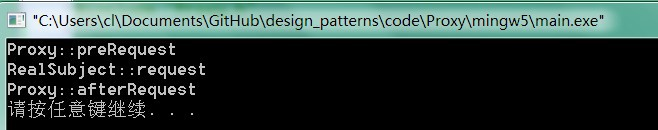 "C:\Users\cl\Documents\GitHub\design_patterns\code\Proxy\mingw5\main.exe"
Proxy::preRequest
RealSubject::request
Proxy::afterRequest
请按任意键继续. . .